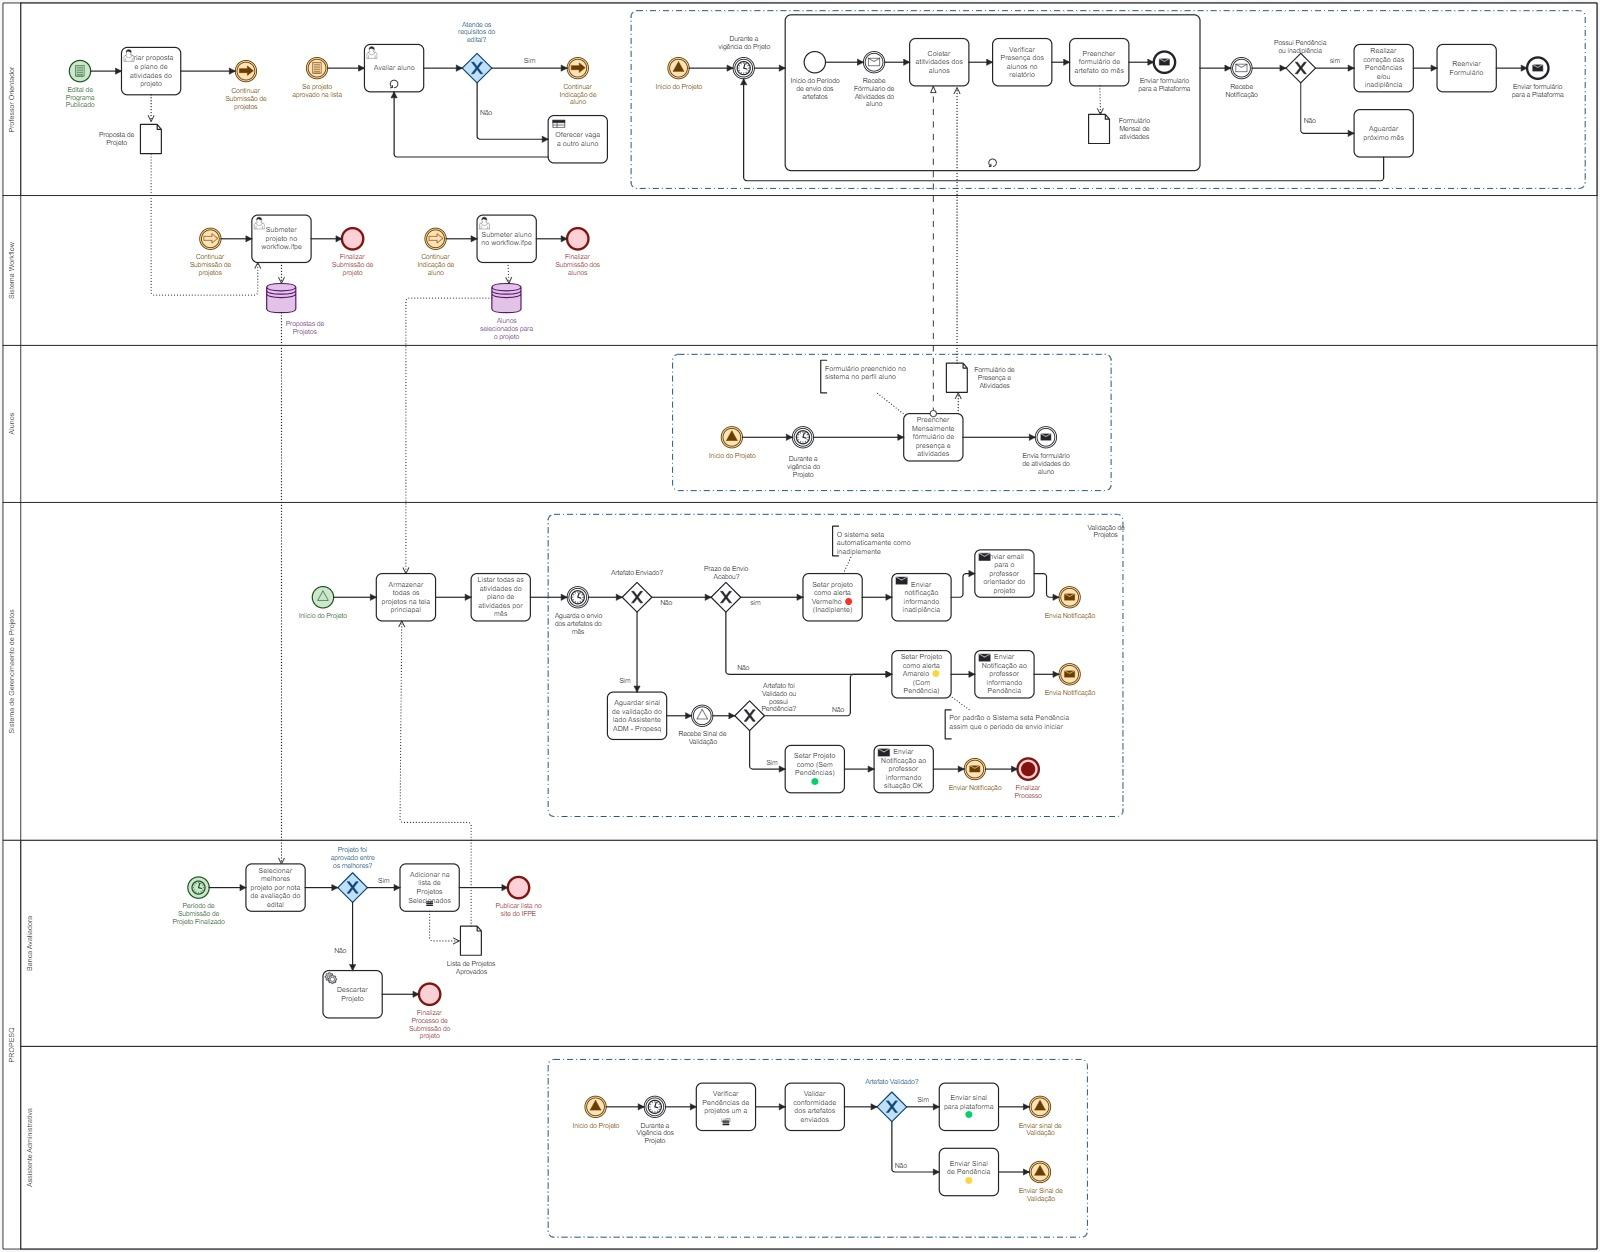 Professor Orientador
Edital de
Programa
Publicado
Criar proposta
e plano de
atividades do
projeto
Continuar
Submissão de
projetos
Proposta de
Projeto
Se projeto
aprovado na lista
Avaliar aluno
Atende os
requisitos do
edital?
Sim
Não
Continuar
Indicação de
aluno
Oferecer vaga
a outro aluno
Início do Projeto
Durante a
vigência do Prjeto
Início do Período
de envio dos
artefatos
Recebe
Fórmulario de
Atividades do
aluno
Coletar
atividades dos
alunos
Verificar
Presença dos
alunos no
relatório
Preencher
formulário de
artefato do mês
Enviar formulario
para a Plataforma
Formulário
Mensal de
atividades
Recebe
Notificação
Possui Pendência
ou inadiolência
sim
Não
Realizar
correção das
Pendências
e/ou
inadiplência
Reenviar
Formulário
Enviar formulário
para a Plataforma
Aguardar
próximo mês
Sistema Workflow
Continuar
Submissão de
projetos
Submeter
projeto no
workflow.ifpe
Finalizar
Submissão de
projeto
Propostas de
Projetos
Continuar
Indicação de
aluno
Submeter aluno
no workflow.ifpe
Finalizar
Submissão dos
alunos
Alunos
selecionados para
o projeto
Alunos
Formulário preenchido no
sistema no perfil aluno
Formulário de
Presença e
Atividades
Início do Projeto
Durante a
vigência do
Projeto
Preencher
Mensalmente
fórmulário de
presença e
atividades
Envia formulário
de atividades do
aluno
Sistema de Gerencimaento de Projetos
Início do Projeto
Armazenar
todas os
projetos na tela
princiapal
Listar todas as
atividades do
plano de
atividades por
mês
Validação de
Projetos
Aguarda o envio
dos artefatos do
mês
Artefato Enviado?
Não
Sim
Prazo de Envio
Acabou?
sim
Não
O sistema seta
automaticamente como
inadiplemente
Setar projeto
como alerta
Vermelho
(Inadiplente)
Enviar
notificação
informando
inadiplência
Enviar email
para o
professor
orientador do
projeto
Envia Notificação
Setar Projeto
como alerta
Amarelo
(Com
Pendência)
Enviar
Notificação ao
professor
informando
Pendência
Envia Notificação
Por padrão o Sistema seta Pendência
assim que o periodo de envio iniciar
Aguardar sinal
de validação do
lado Assistente
ADM - Propesq
Recebe Sinal de
Validação
Artefato foi
Validado ou
possui
Pendência?
Não
Sim
Setar Projeto
como (Sem
Pendências)
Enviar
Notificação ao
professor
informando
situação OK
Enviar Notificação
Finalizar
Processo
PROPESQ
Banca Avaliadora
Período de
Submissão de
Projeto Finalizado
Selecionar
melhores
projeto por nota
de avaliação do
edital
Projeto foi
aprovado entre
os melhores?
Sim
Não
Adicionar na
lista de
Projetos
Selecionados
Publicar lista no
site do IFPE
Lista de Projetos
Aprovados
Descartar
Projeto
Finalizar
Processo de
Submissão do
projeto
Assistente Administrativa
Início do Projeto
Durante a
Vigência dos
Projeto
Verificar
Pendências de
projetos um a
Validar
conformidade
dos artefatos
enviados
Artefato Validado?
Sim
Não
Enviar sinal
para plataforma
Enviar sinal de
Validação
Enviar Sinal
de Pendência
Enviar Sinal de
Validação